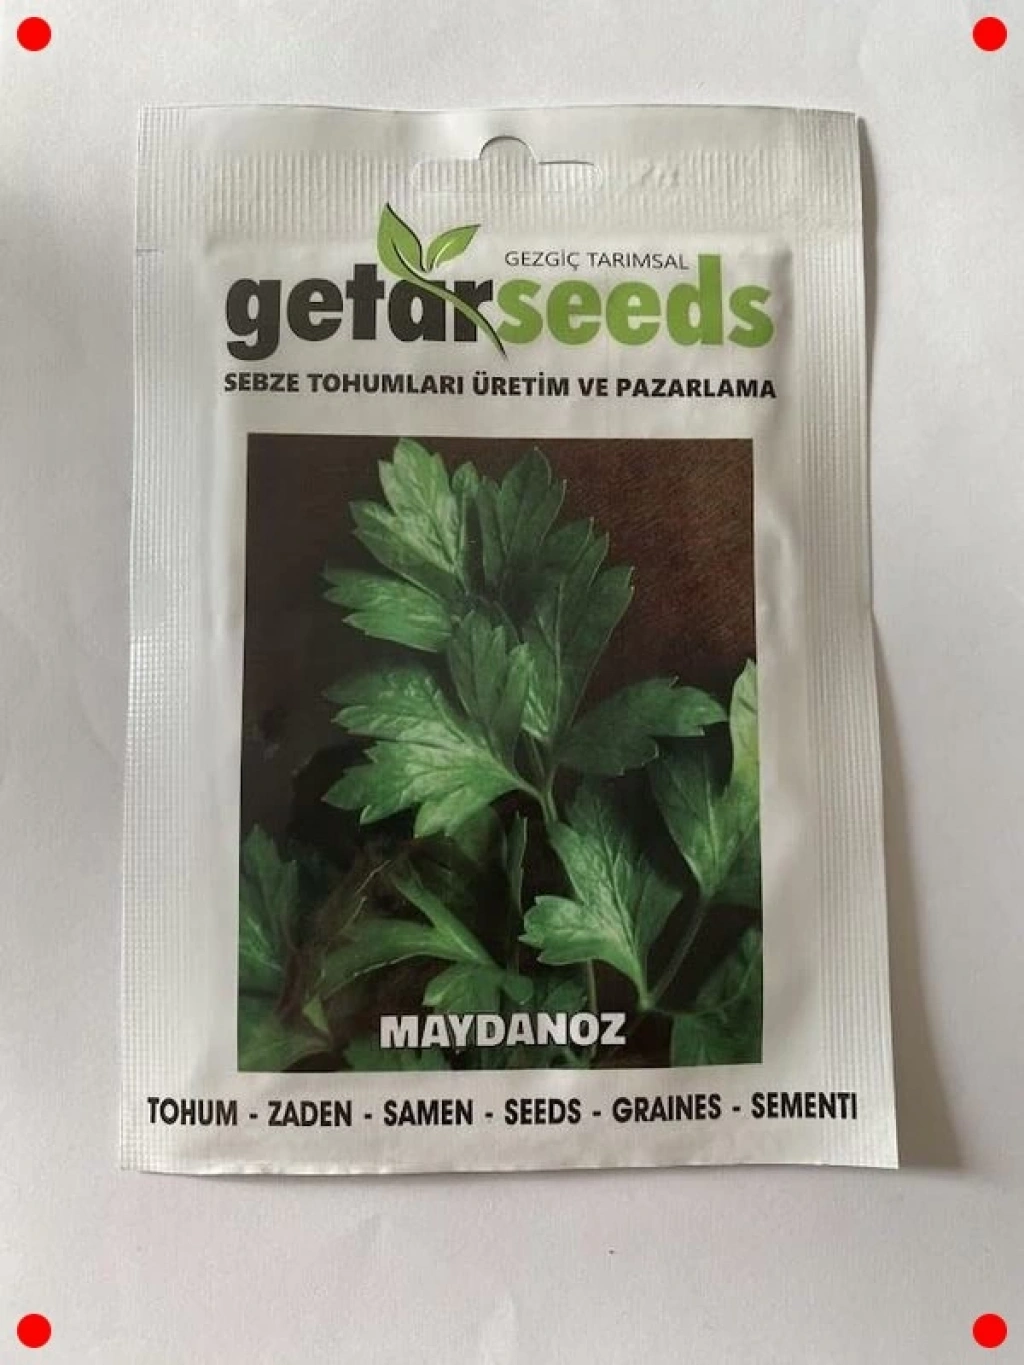 GEZGİÇ TARIMSAL
getarseeds
SEBZE TOHUMLARI ÜRETİM VE PAZARLAMA
MAYDANOZ
TOHUM - ZADEN - SAMEN - SEEDS - GRAINES - SEMENTI